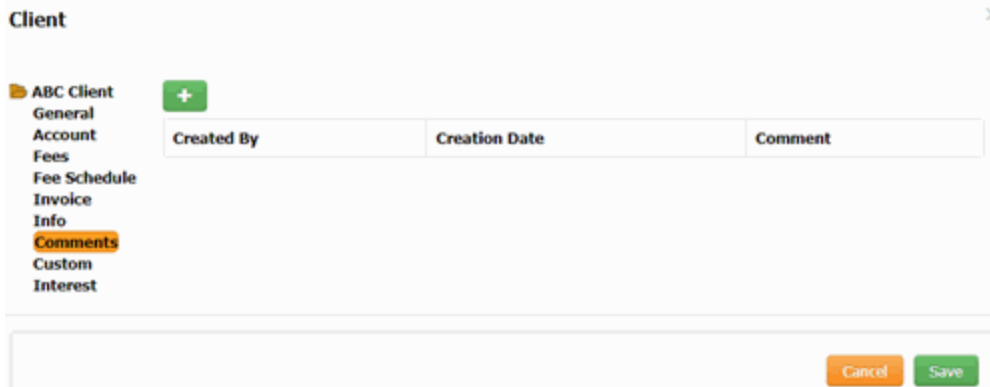 Client
ABC Client
General
Account
Fees
Fee Schedule
Invoice
Info
Comments
Custom
Interest
+
Created By Creation Date Comment
Cancel Save